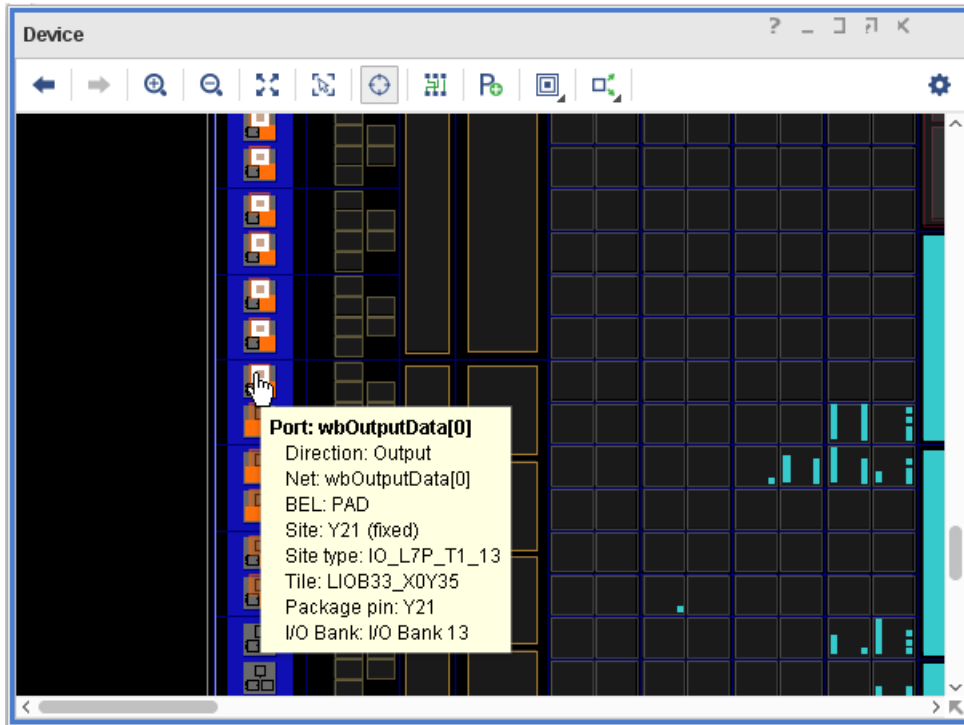 Device
Port: wbOutputData[0]
Direction: Output
Net: wbOutputData[0]
BEL: PAD
Site: Y21 (fixed)
Site type: IO_L7P_T1_13
Tile: LIOB33_X0Y35
Package pin: Y21
I/O Bank: I/O Bank 13